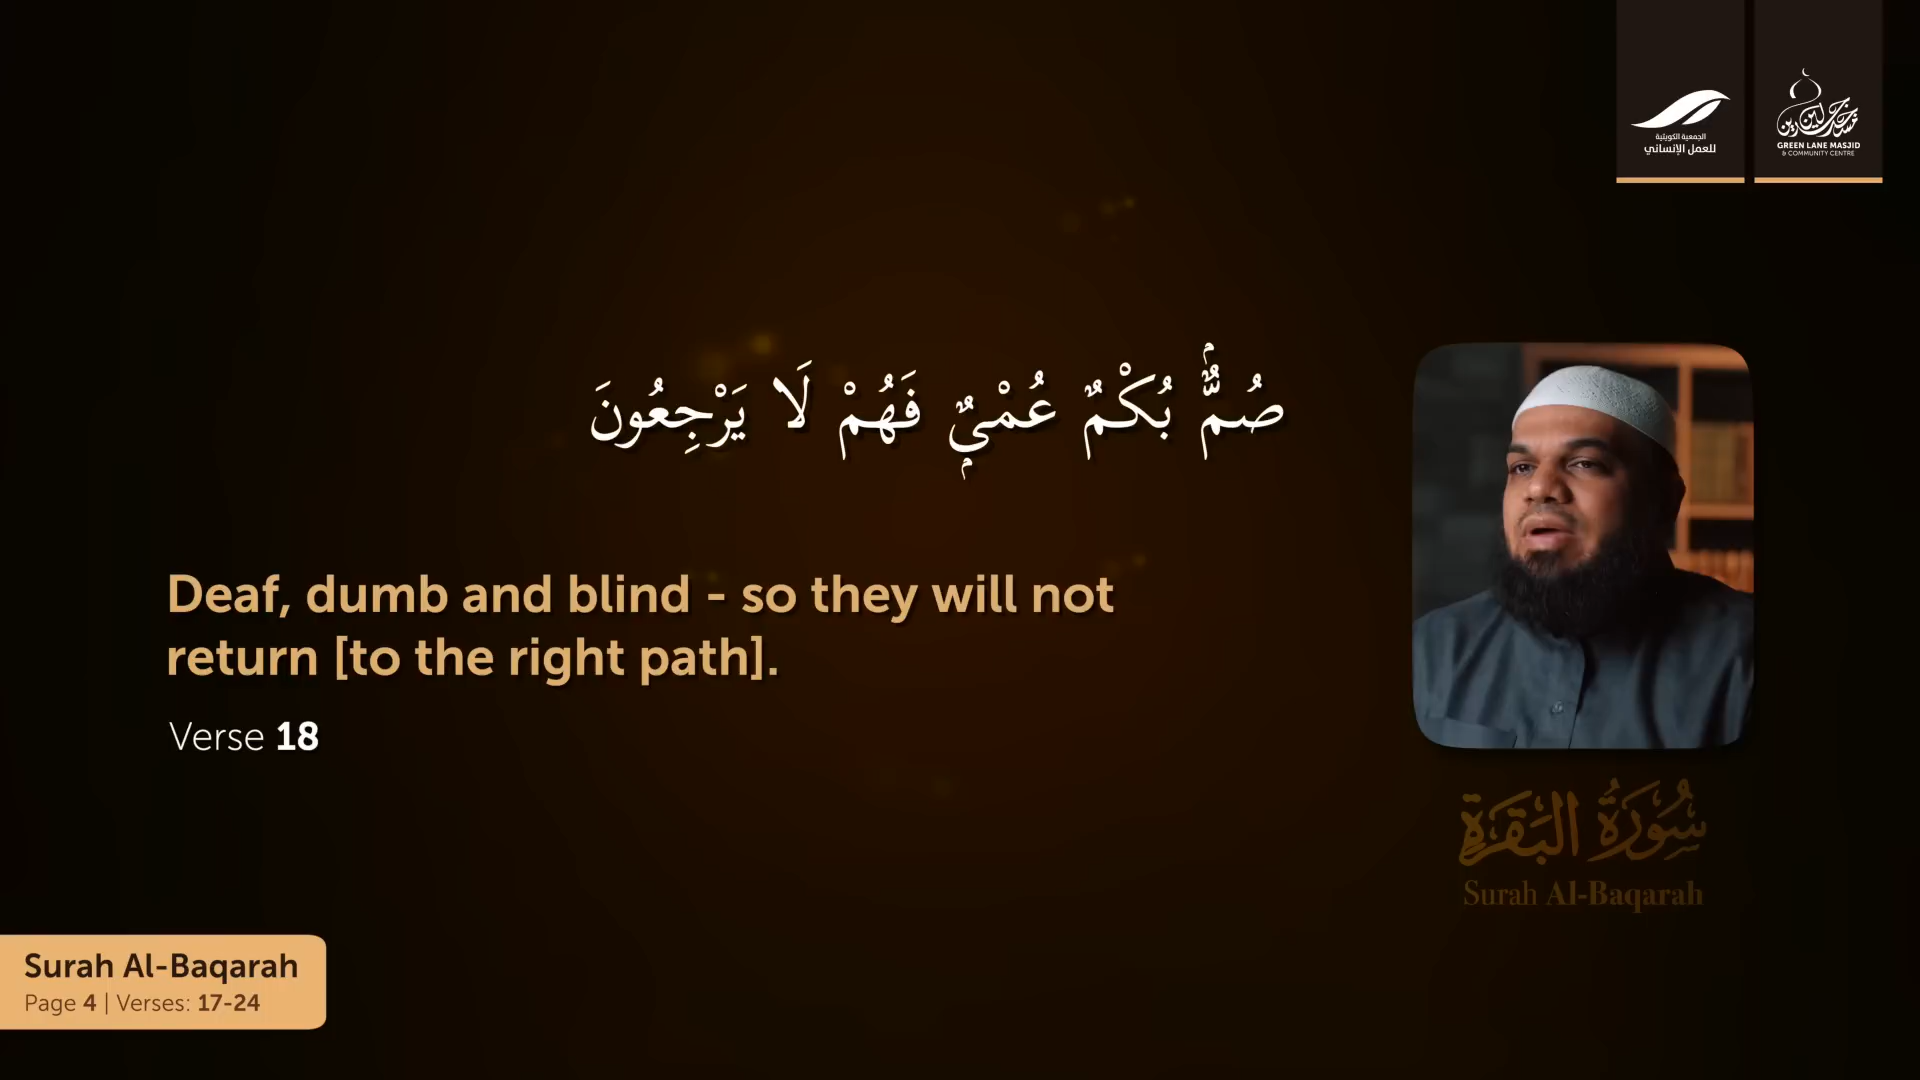 الجمعية الكويتية
للعمل الإنساني
GREEN LANE MASJID
& COMMUNITY CENTRE
صُمٌّۢ بُكْمٌ عُمْيٌۭ فَهُمْ لَا يَرْجِعُونَ
Deaf, dumb and blind - so they will not
return [to the right path].
Verse 18
سُورَةُ البَقَرَةِ
Surah Al-Baqarah
Surah Al-Baqarah
Page 4 | Verses: 17-24